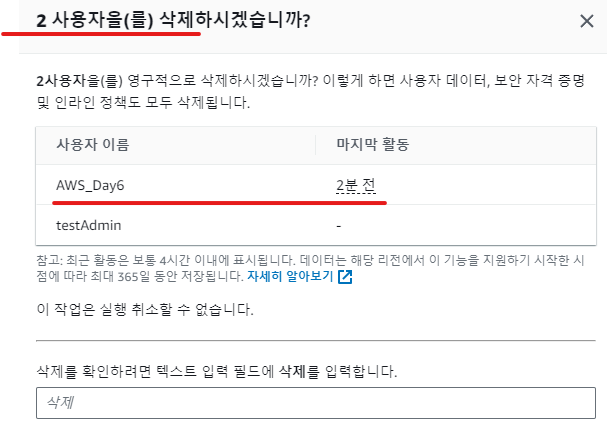 2 사용자을(를) 삭제하시겠습니까?
2사용자을(를) 영구적으로 삭제하시겠습니까? 이렇게 하면 사용자 데이터, 보안 자격 증명
및 인라인 정책도 모두 삭제됩니다.
사용자 이름 마지막 활동
AWS_Day6 2분 전
testAdmin -
참고: 최근 활동은 보통 4시간 이내에 표시됩니다. 데이터는 해당 리전에서 이 기능을 지원하기 시작한 시
점에 따라 최대 365일 동안 저장됩니다. 자세히 알아보기
이 작업은 실행 취소할 수 없습니다.
삭제를 확인하려면 텍스트 입력 필드에 삭제를 입력합니다.
삭제